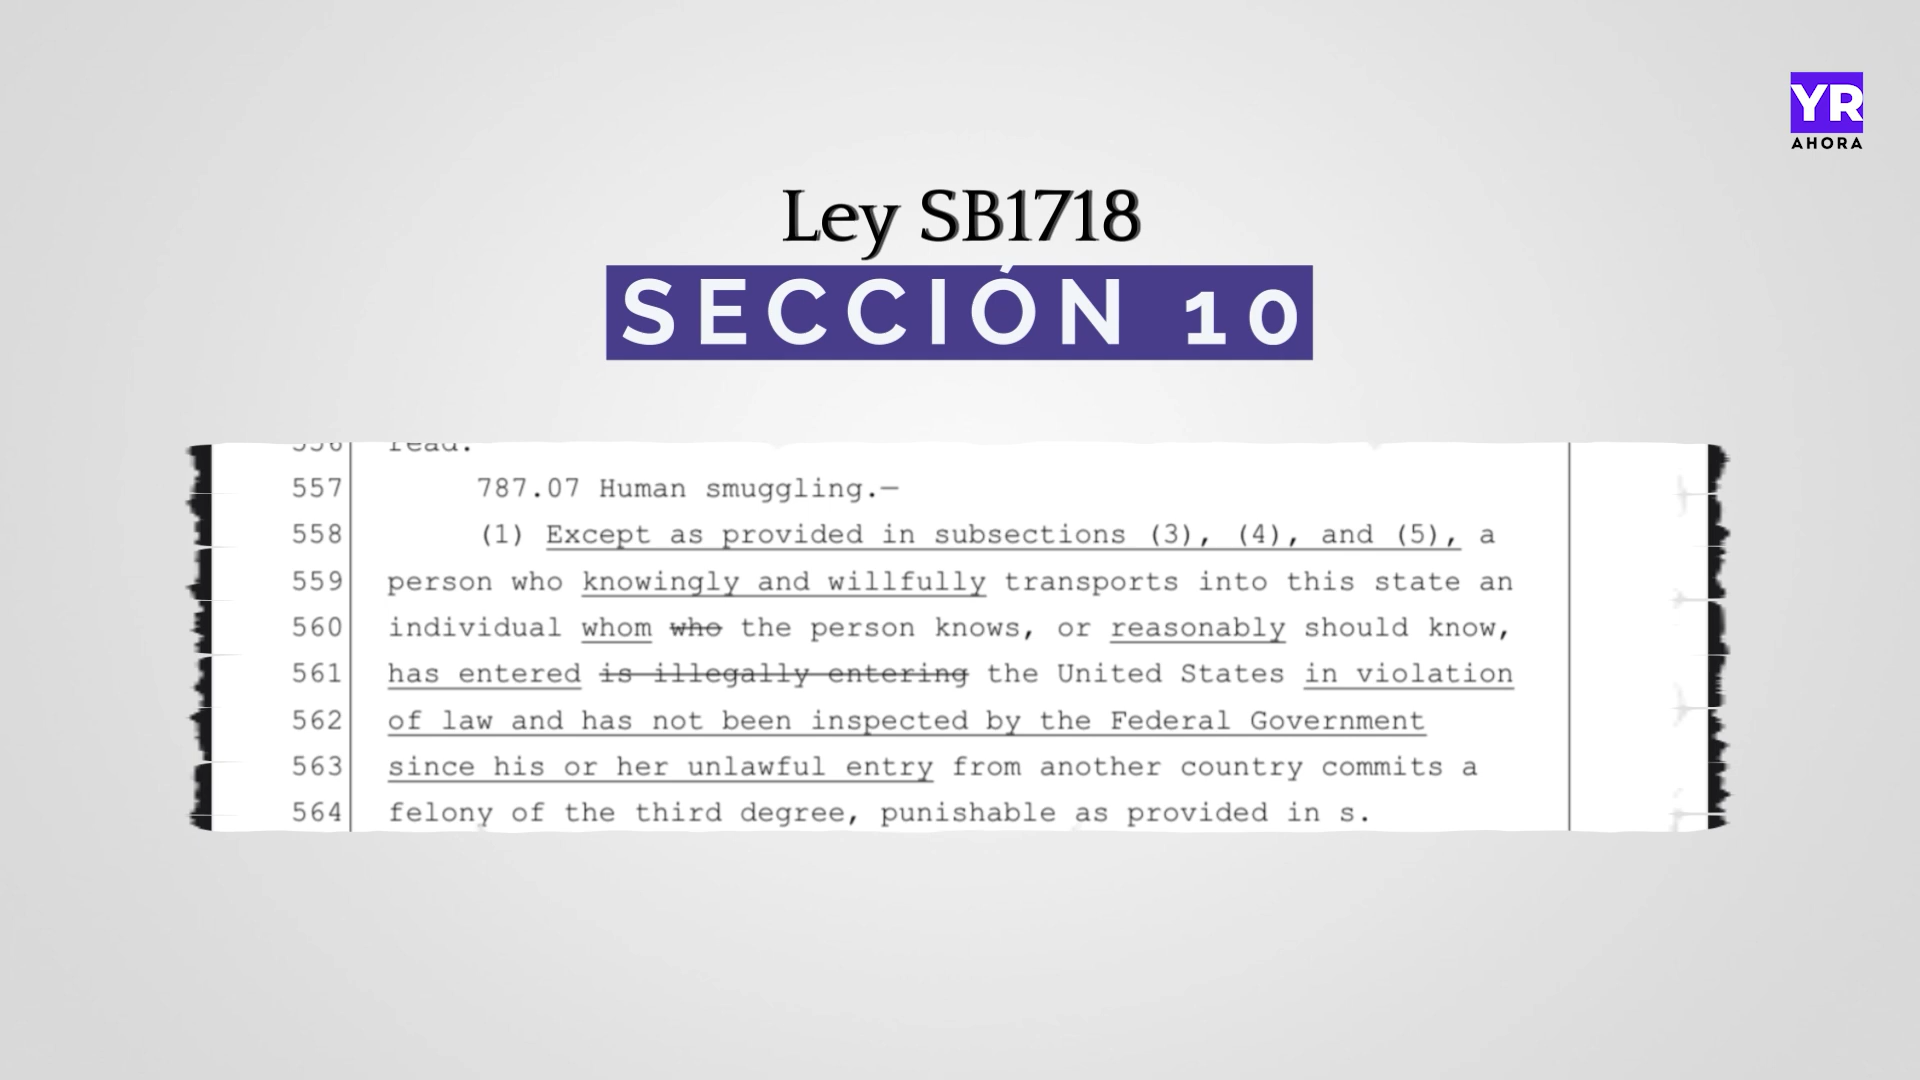 YR
AHORA
Ley SB1718
SECCIÓN 10
556 read:
557 787.07 Human smuggling.—
558 (1) Except as provided in subsections (3), (4), and (5), a
559 person who knowingly and willfully transports into this state an
560 individual whom who the person knows, or reasonably should know,
561 has entered is illegally entering the United States in violation
562 of law and has not been inspected by the Federal Government
563 since his or her unlawful entry from another country commits a
564 felony of the third degree, punishable as provided in s.